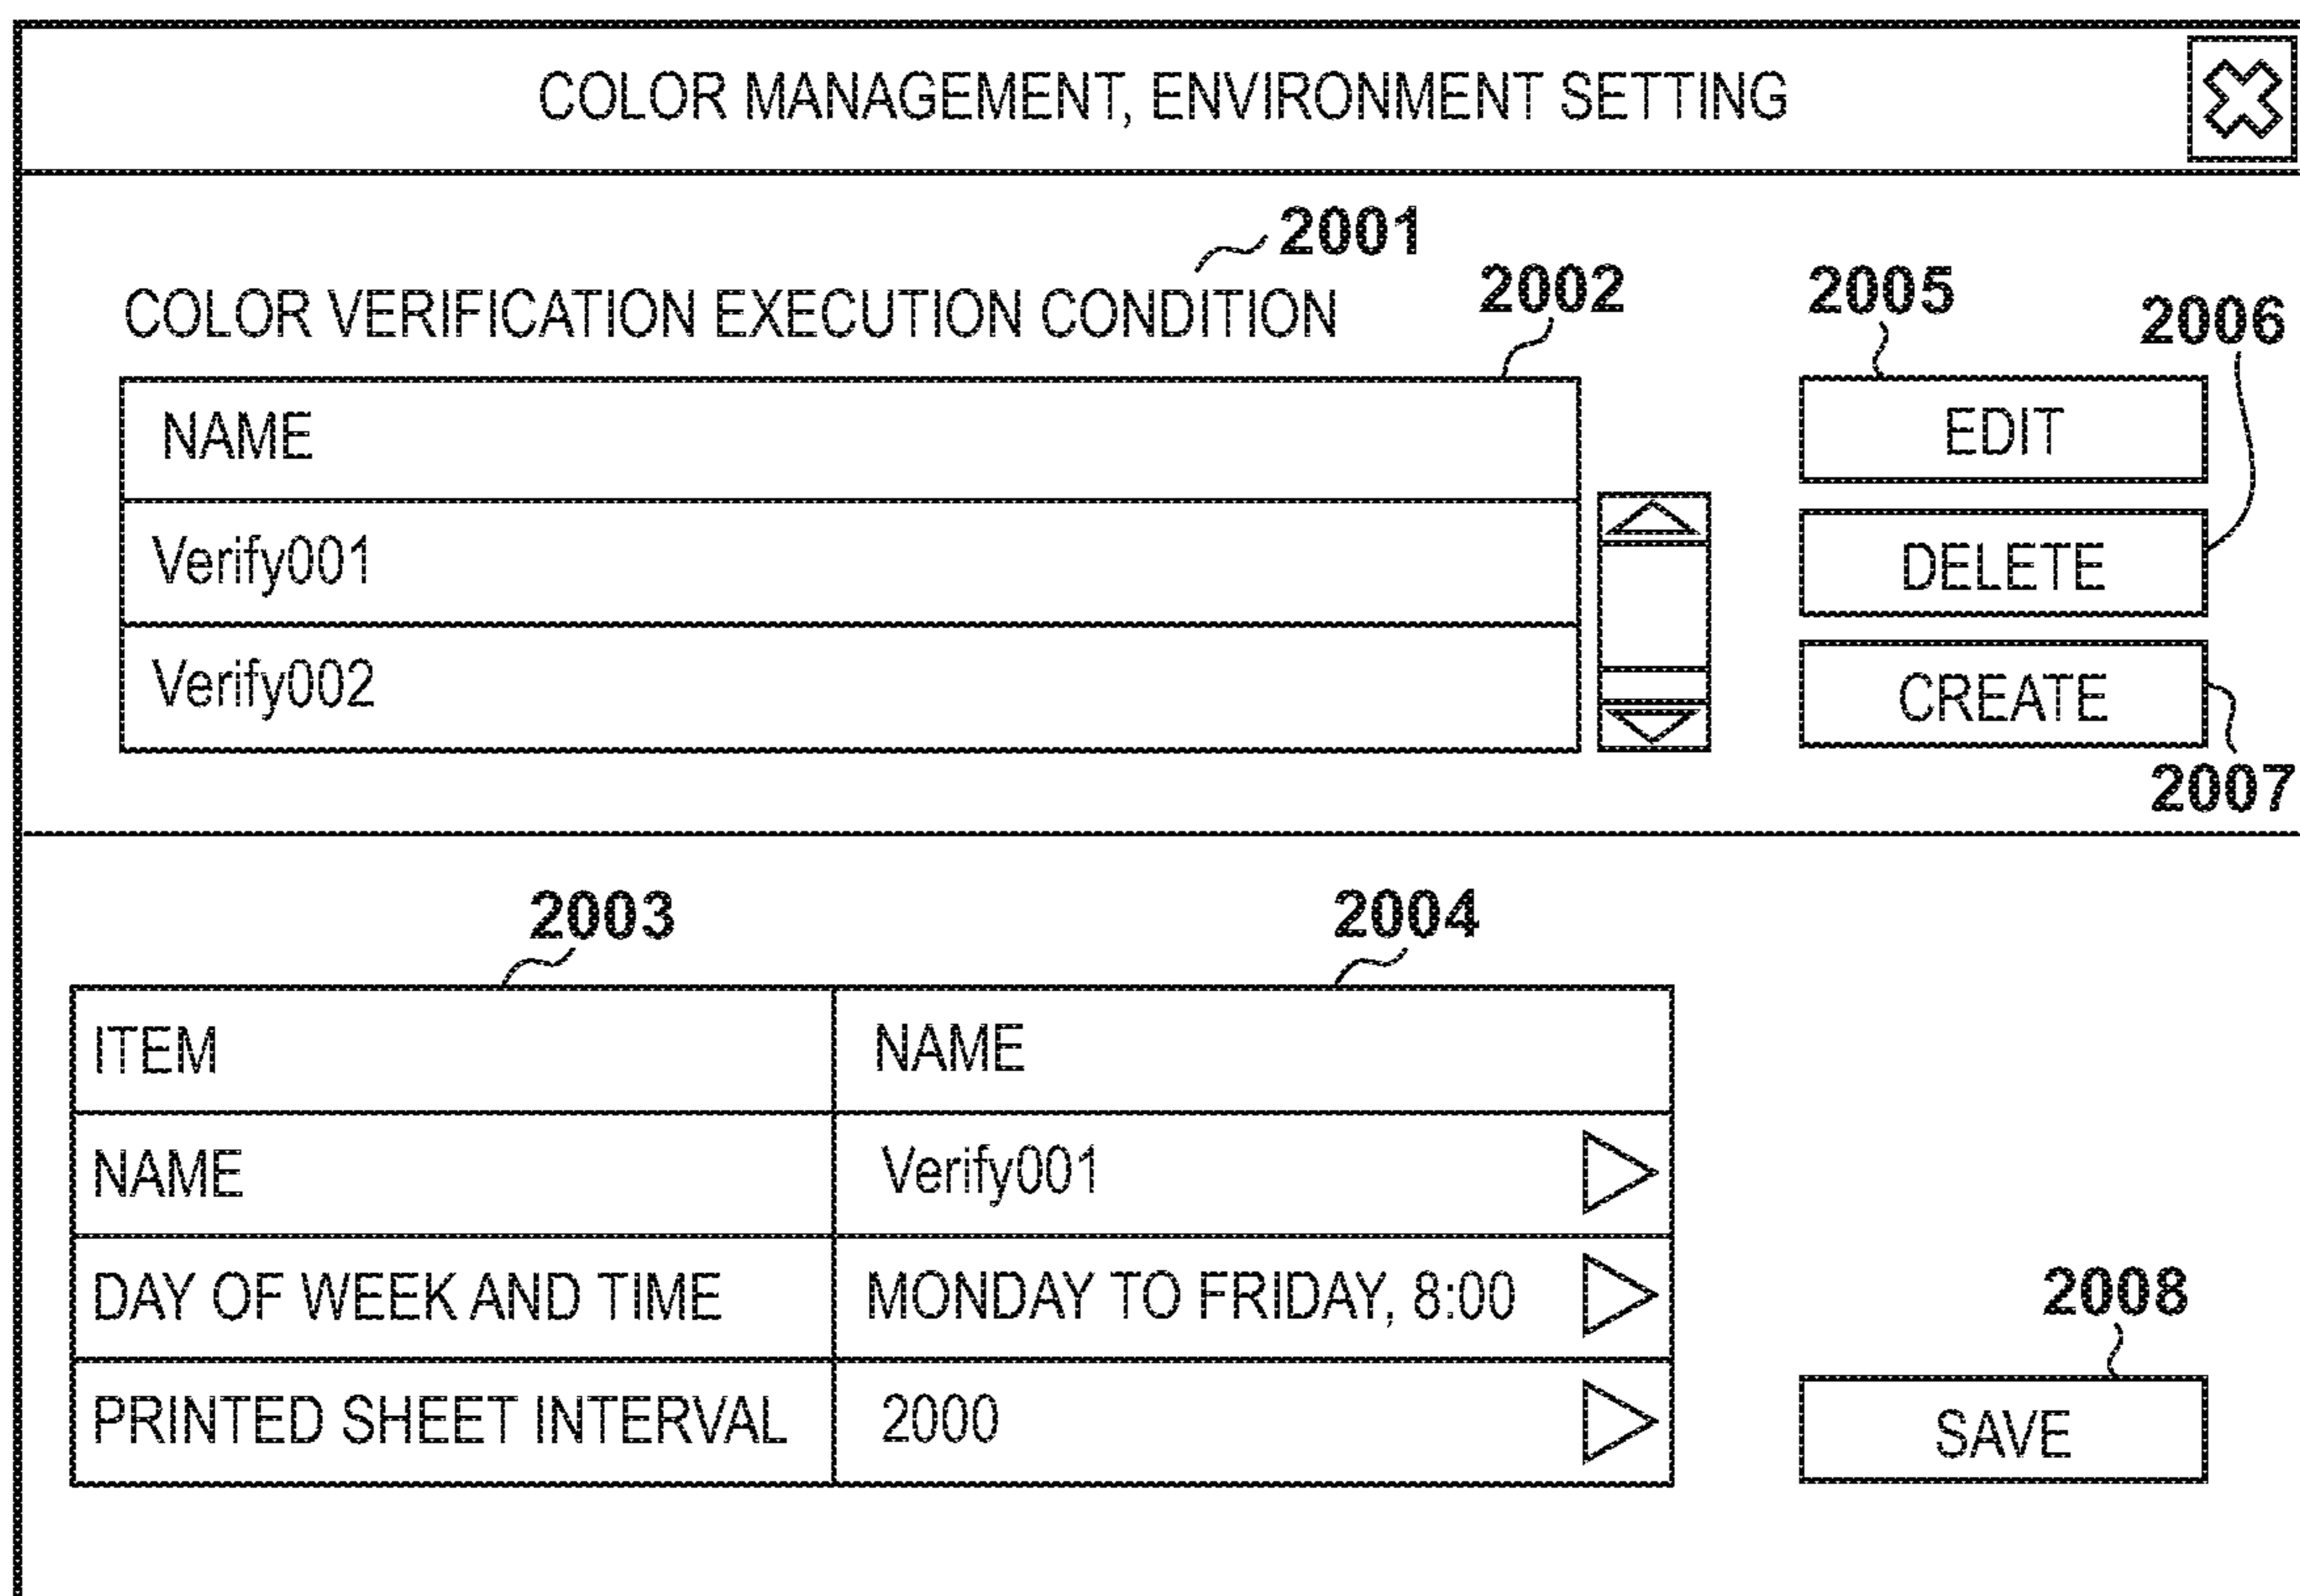 COLOR MANAGEMENT, ENVIRONMENT SETTING
2001
COLOR VERIFICATION EXECUTION CONDITION
2002
2005
2006
NAME
EDIT
Verify001
DELETE
Verify002
CREATE
2007
2003
2004
ITEM
NAME
NAME
Verify001
DAY OF WEEK AND TIME
MONDAY TO FRIDAY, 8:00
2008
PRINTED SHEET INTERVAL
2000
SAVE